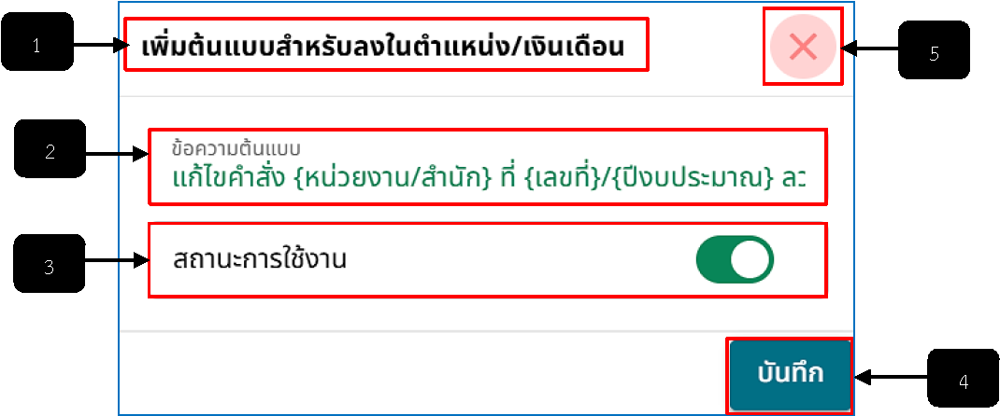 1
เพิ่มต้นแบบสำหรับลงในตำแหน่ง/เงินเดือน
5
2
ข้อความต้นแบบ
แก้ไขคำสั่ง {หน่วยงาน/สำนัก} ที่ {เลขที่}/{ปีงบประมาณ} ลว
3
สถานะการใช้งาน
บันทึก
4